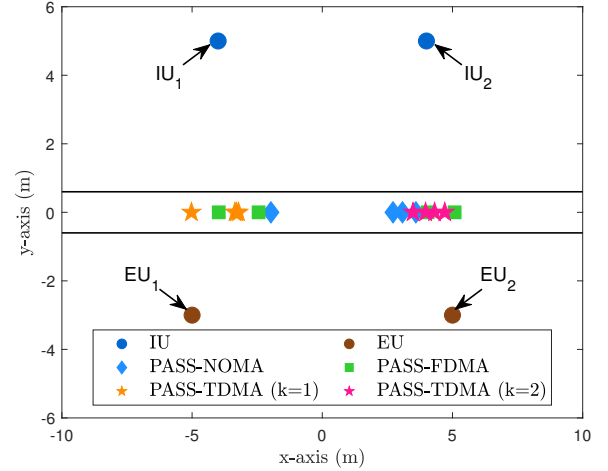 6
4
2
0
-2
-4
-6
y-axis (m)
IU1
IU2
EU1
EU2
IU
EU
PASS-NOMA
PASS-FDMA
PASS-TDMA (k=1)
PASS-TDMA (k=2)
-10
-5
0
5
10
x-axis (m)